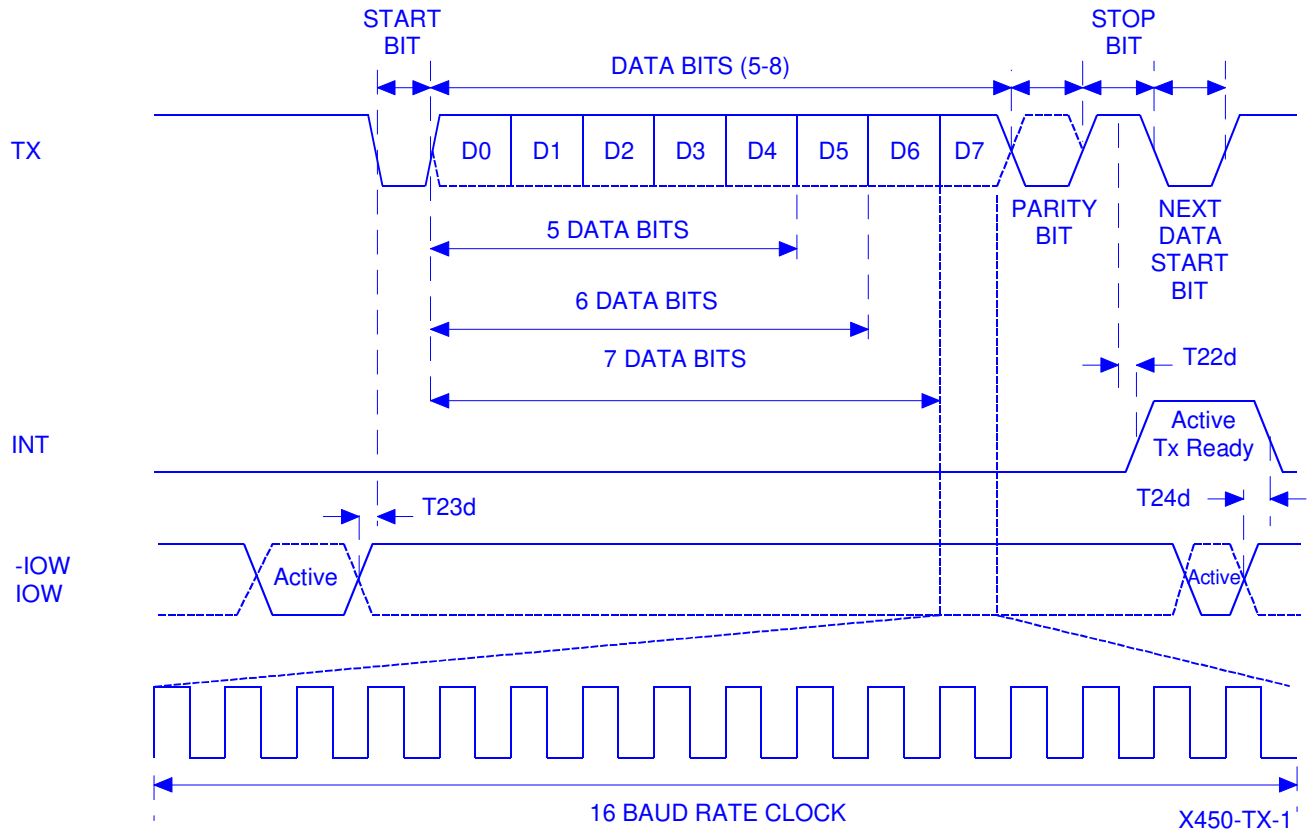 START
BIT
STOP
BIT
DATA BITS (5-8)
TX
D0 D1 D2 D3 D4 D5 D6 D7
PARITY
BIT
NEXT
DATA
START
BIT
5 DATA BITS
6 DATA BITS
7 DATA BITS
T22d
INT
Active
Tx Ready
T23d
T24d
-IOW
IOW
Active
Active
16 BAUD RATE CLOCK
X450-TX-1